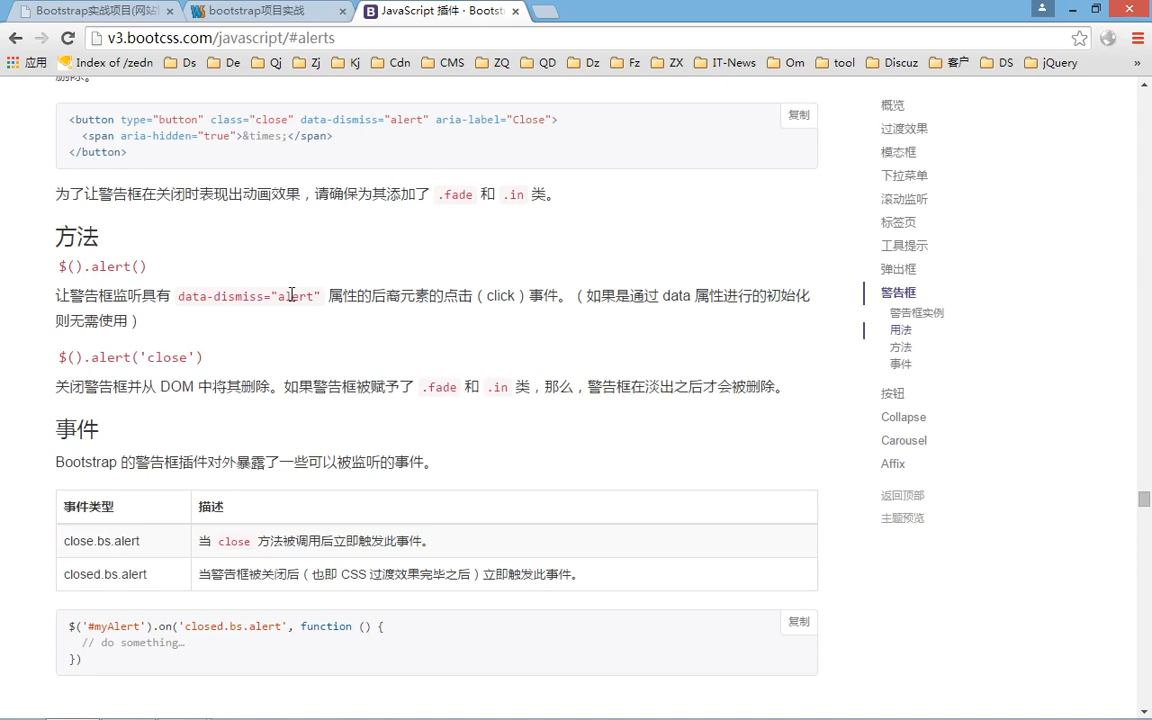 Bootstrap实战项目(网站
bootstrap项目实战
JavaScript 插件 · Bootst
v3.bootcss.com/javascript/#alerts
应用 Index of /zedn Ds De Qj Zj Kj Cdn CMS ZQ QD Dz Fz ZX IT-News Om tool Discuz 客户 DS jQuery »
<button type="button" class="close" data-dismiss="alert" aria-label="Close">
<span aria-hidden="true">&times;</span>
</button>
复制
为了让警告框在关闭时表现出动画效果，请确保为其添加了 .fade 和 .in 类。
方法
$().alert()
让警告框监听具有 data-dismiss="alert" 属性的后裔元素的点击（click）事件。（如果是通过 data 属性进行的初始化
则无需使用）
$().alert('close')
关闭警告框并从 DOM 中将其删除。如果警告框被赋予了 .fade 和 .in 类，那么，警告框在淡出之后才会被删除。
事件
Bootstrap 的警告框插件对外暴露了一些可以被监听的事件。
事件类型 描述
close.bs.alert 当 close 方法被调用后立即触发此事件。
closed.bs.alert 当警告框被关闭后（也即 CSS 过渡效果完毕之后）立即触发此事件。
$('#myAlert').on('closed.bs.alert', function () {
// do something…
})
复制
概览
过渡效果
模态框
下拉菜单
滚动监听
标签页
工具提示
弹出框
警告框
警告框实例
用法
方法
事件
按钮
Collapse
Carousel
Affix
返回顶部
主题预览